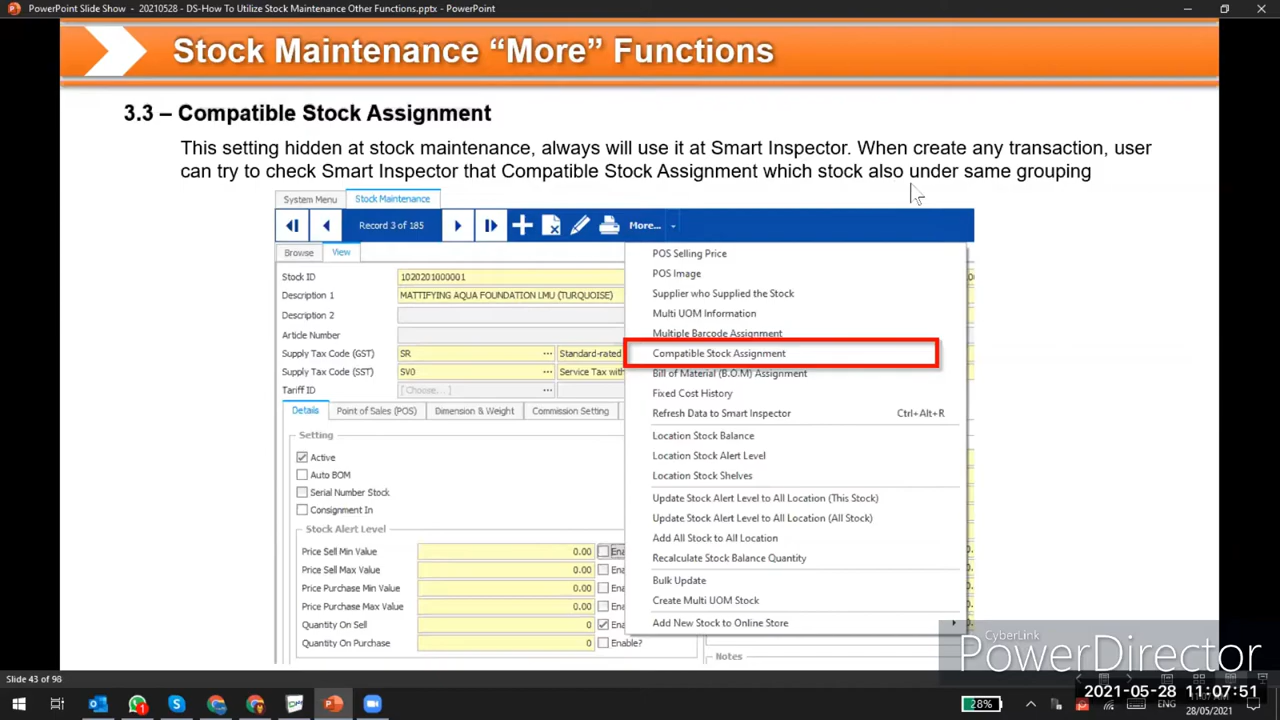 PowerPoint Slide Show - 20210528 - DS-How To Utilize Stock Maintenance Other Functions.pptx - PowerPoint
Stock Maintenance “More” Functions
3.3 – Compatible Stock Assignment
This setting hidden at stock maintenance, always will use it at Smart Inspector. When create any transaction, user
can try to check Smart Inspector that Compatible Stock Assignment which stock also under same grouping
System Menu
Stock Maintenance
Record 3 of 185
More...
Browse
View
Stock ID
1020201000001
Description 1
MATTIFYING AQUA FOUNDATION LMU (TURQUOISE)
Description 2
Article Number
Supply Tax Code (GST)
SR
Standard-rated
Supply Tax Code (SST)
SV0
Service Tax with
Tariff ID
[ Choose... ]
Details
Point of Sales (POS)
Dimension & Weight
Commission Setting
Setting
Active
Auto BOM
Serial Number Stock
Consignment In
Stock Alert Level
Price Sell Min Value
0.00
Price Sell Max Value
0.00
Price Purchase Min Value
0.00
Price Purchase Max Value
0.00
Quantity On Sell
0
Quantity On Purchase
0
Enable?
POS Selling Price
POS Image
Supplier who Supplied the Stock
Multi UOM Information
Multiple Barcode Assignment
Compatible Stock Assignment
Bill of Material (B.O.M) Assignment
Fixed Cost History
Refresh Data to Smart Inspector
Ctrl+Alt+R
Location Stock Balance
Location Stock Alert Level
Location Stock Shelves
Update Stock Alert Level to All Location (This Stock)
Update Stock Alert Level to All Location (All Stock)
Add All Stock to All Location
Recalculate Stock Balance Quantity
Bulk Update
Create Multi UOM Stock
Add New Stock to Online Store
Notes
CyberLink
PowerDirector
Slide 43 of 98
2021-05-28 11:07:51
28%
ENG
28/05/2021